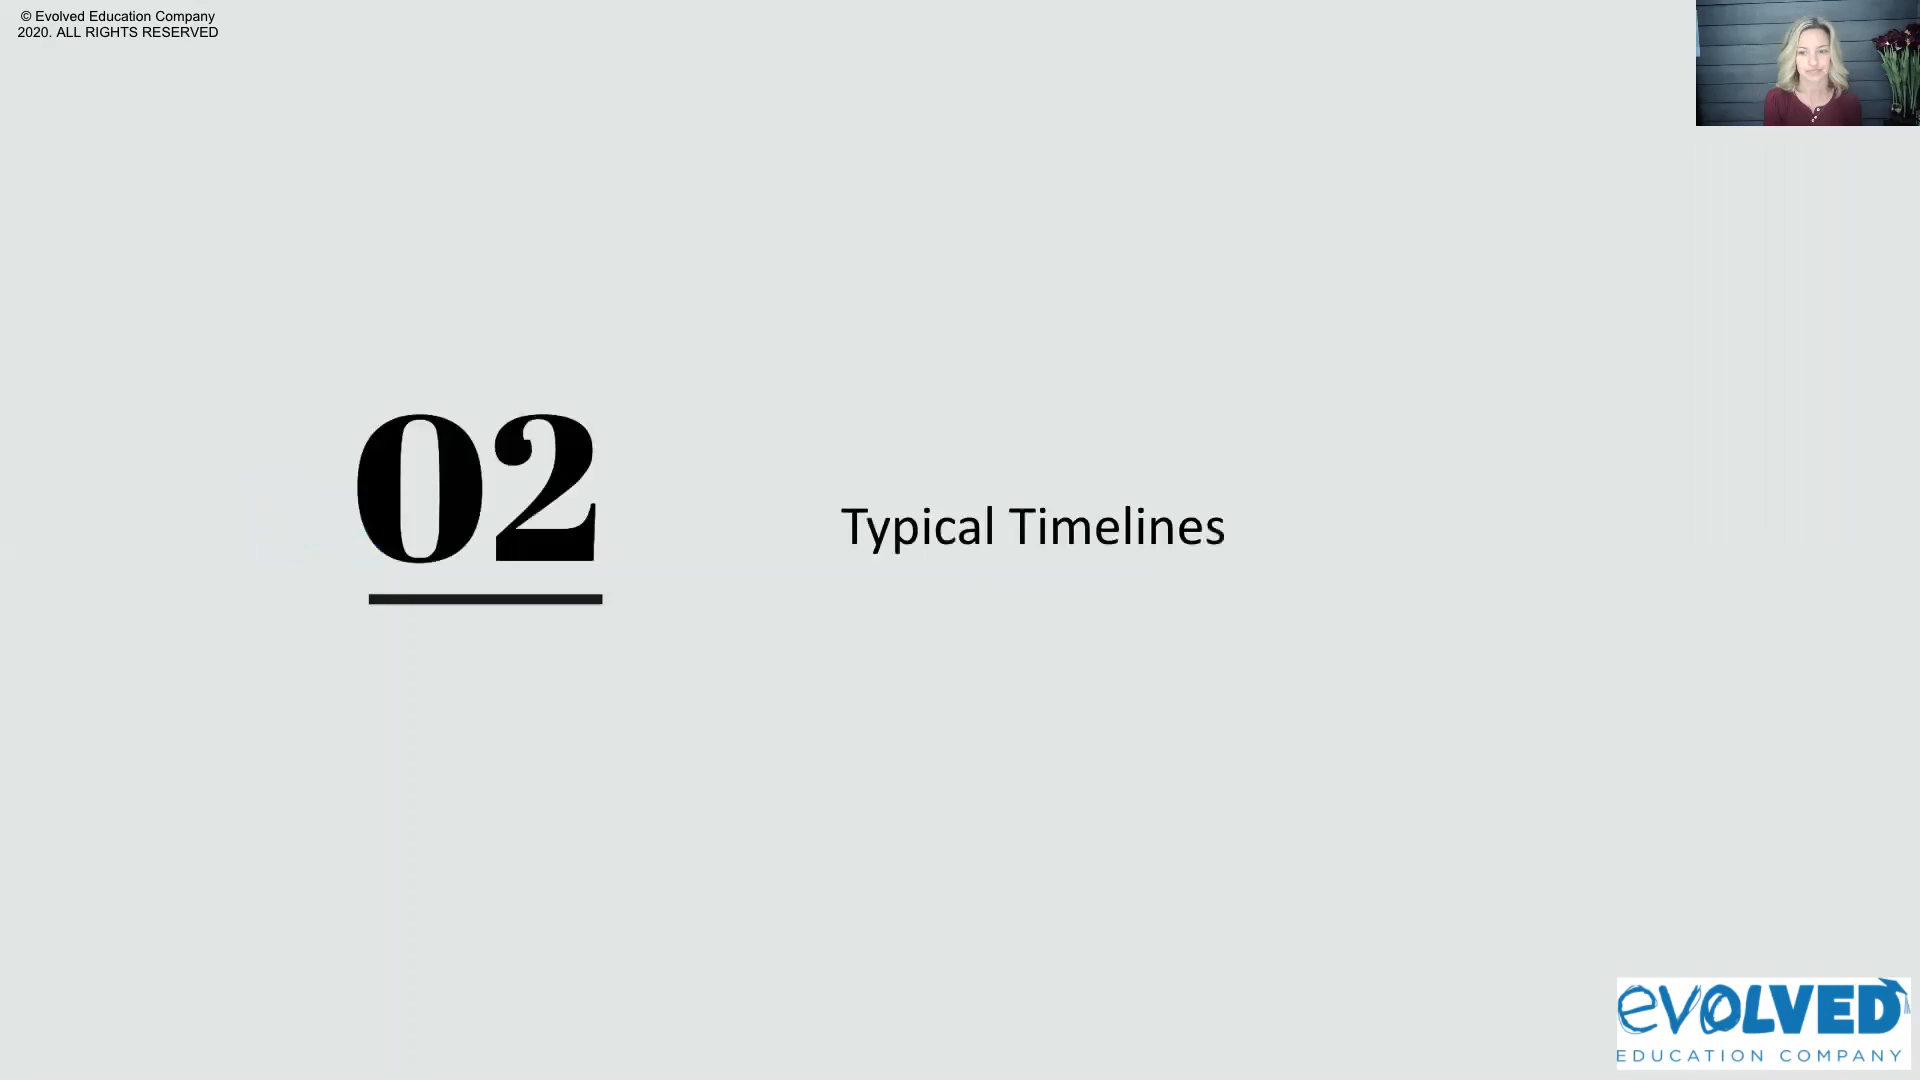 © Evolved Education Company
2020. ALL RIGHTS RESERVED
02
Typical Timelines
evOLVED
EDUCATION COMPANY